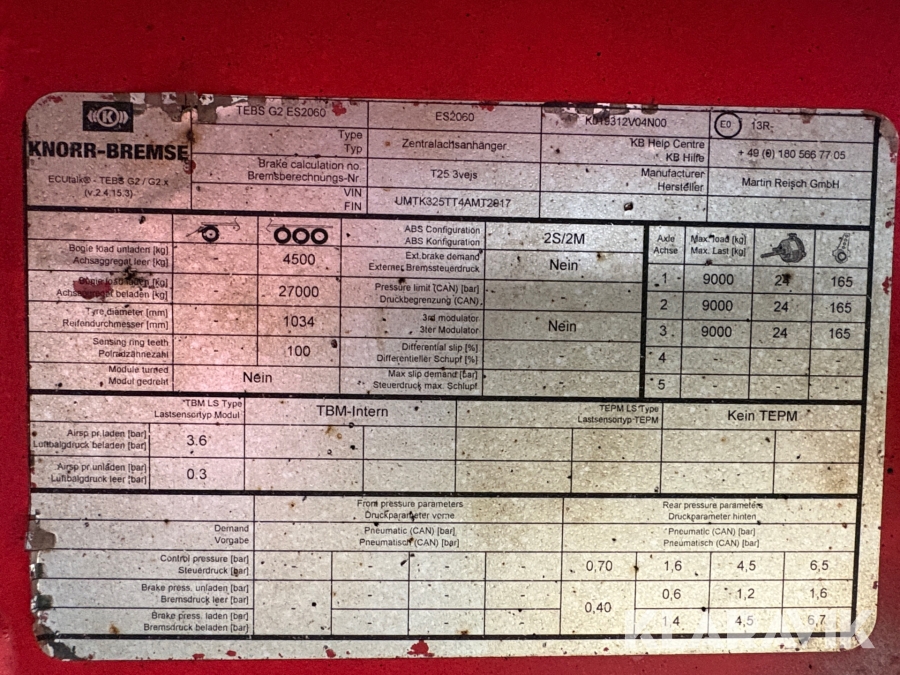 TEBS G2 ES2060 ES2060 K019312V04N00 E0 13R-
KNORR-BREMSE
ECUtalk® - TEBS G2 / G2.x
(v 2.4.15.3)
Type
Typ Zentralachsanhänger KB Help Centre
KB Hilfe + 49 (0) 180 566 77 05
Brake calculation no.
Bremsberechnungs-Nr T25 3vejs Manufacturer
Hersteller Martin Reisch GmbH
VIN
FIN UMTK325TT4AMT2817
Bogie load unladen [kg]
Achsaggregat leer [kg] - 4500
Bogie load laden [kg]
Achsaggregat beladen [kg] - 27000
Tyre diameter [mm]
Reifendurchmesser [mm] - 1034
Sensing ring teeth
Polradzähnezahl - 100
Module turned
Modul gedreht Nein
ABS Configuration
ABS Konfiguration 2S/2M
Ext.brake demand
Externer Bremssteuerdruck Nein
Pressure limit (CAN) [bar]
Druckbegrenzung (CAN) -
3rd modulator
3ter Modulator Nein
Differential slip [%]
Differentieller Schupf [%] -
Max slip demand [bar]
Steuerdruck max. Schlupf -
Axle
Achse Max. load [kg]
Max. Last [kg]
1 9000 24 165
2 9000 24 165
3 9000 24 165
4 - - -
5 - - -
TBM LS Type
Lastsensortyp Modul TBM-Intern TEPM LS Type
Lastsensortyp TEPM Kein TEPM
Airsp pr.laden [bar]
Luftbalgdruck beladen [bar] 3.6 - - - - - -
Airsp pr.unladen [bar]
Luftbalgdruck leer [bar] 0.3 - - - - - -
Front pressure parameters
Druckparameter vorne Rear pressure parameters
Druckparameter hinten
Demand
Vorgabe Pneumatic (CAN) [bar]
Pneumatisch (CAN) [bar] Pneumatic (CAN) [bar]
Pneumatisch (CAN) [bar]
Control pressure [bar]
Steuerdruck [bar] - - - - 0,70 1,6 4,5 6,5
Brake press. unladen [bar]
Bremsdruck leer [bar] - - - - 0,40 0,6 1,2 1,6
Brake press. laden [bar]
Bremsdruck beladen [bar] - - - 1.4 4,5 6,7
KLARAVIK